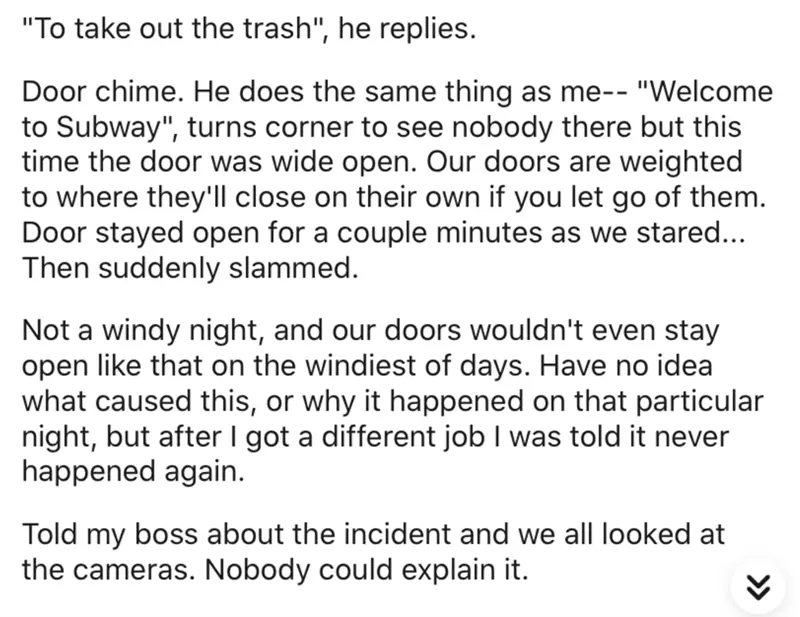 "To take out the trash", he replies.
Door chime. He does the same thing as me-- "Welcome
to Subway", turns corner to see nobody there but this
time the door was wide open. Our doors are weighted
to where they'll close on their own if you let go of them.
Door stayed open for a couple minutes as we stared...
Then suddenly slammed.
Not a windy night, and our doors wouldn't even stay
open like that on the windiest of days. Have no idea
what caused this, or why it happened on that particular
night, but after I got a different job I was told it never
happened again.
Told my boss about the incident and we all looked at
the cameras. Nobody could explain it.